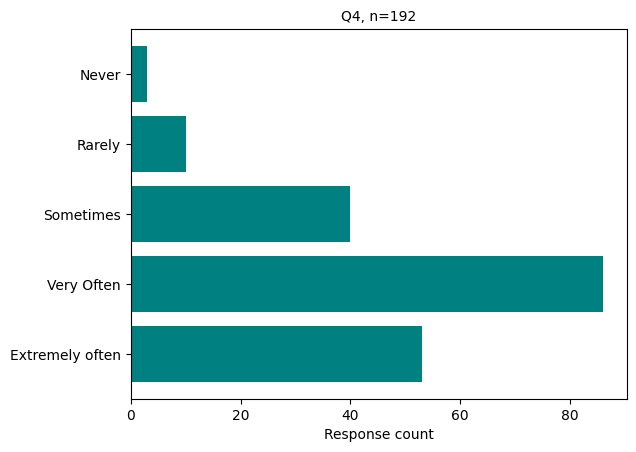 Q4, n=192
Never
Rarely
Sometimes
Very Often
Extremely often
0 20 40 60 80
Response count